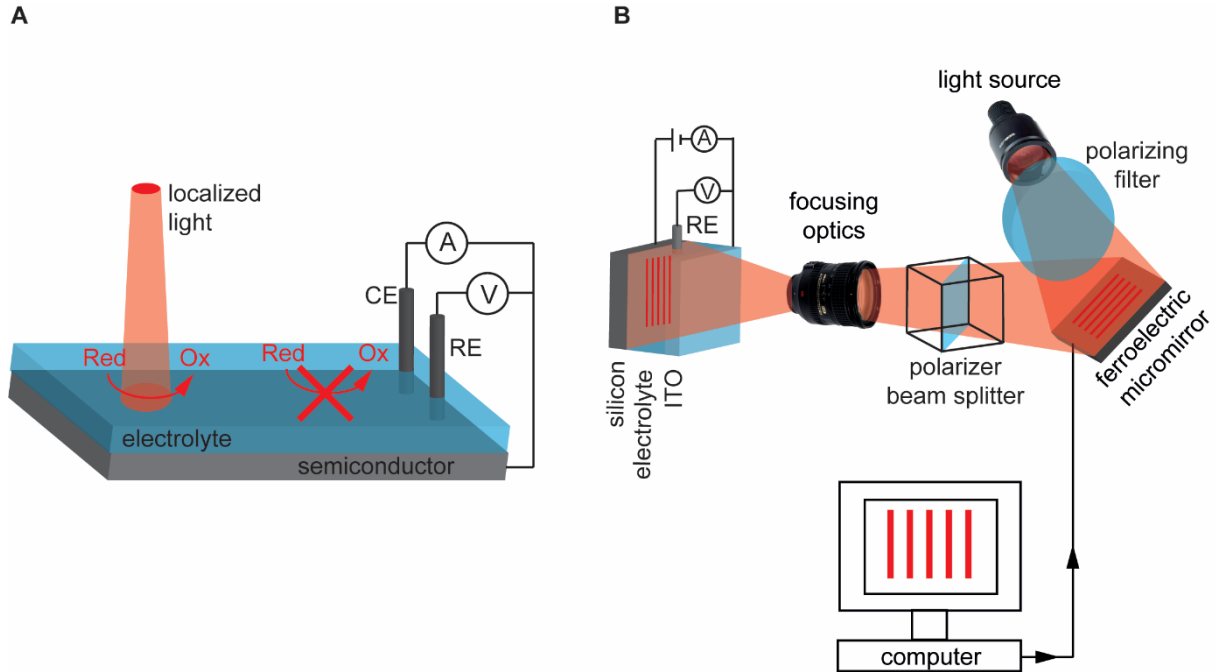 A
localized
light
A
CE
V
RE
Red
Ox
Red
Ox
electrolyte
semiconductor
B
light source
polarizing
filter
A
V
RE
focusing
optics
silicon
electrolyte
ITO
polarizer
beam splitter
ferroelectric
micromirror
computer